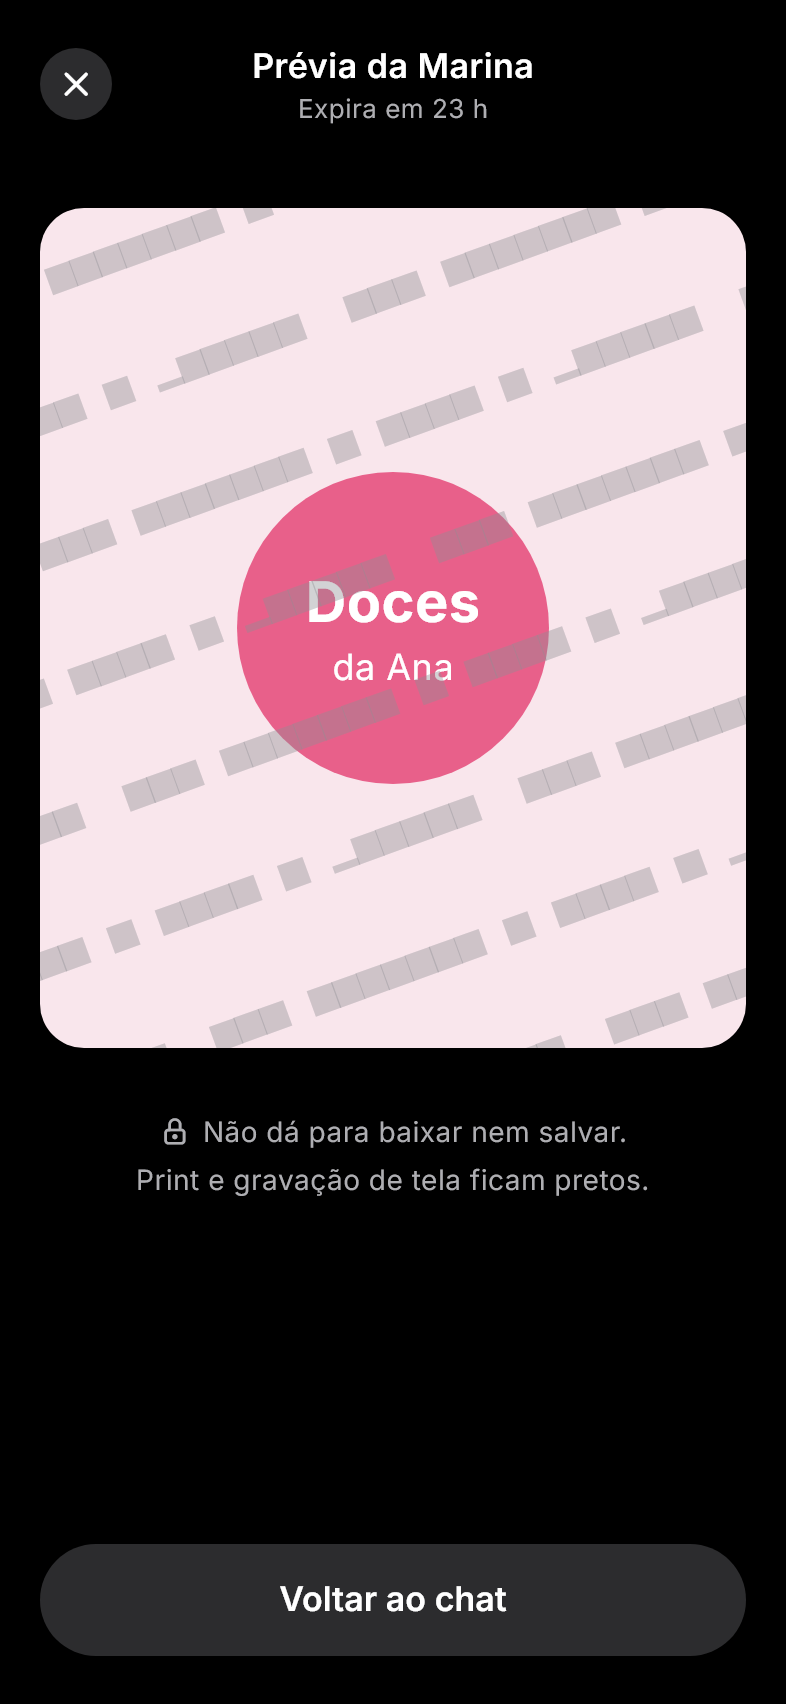 Prévia da Marina
Expira em 23 h
Doces
da Ana
Não dá para baixar nem salvar.
Print e gravação de tela ficam pretos.
Voltar ao chat